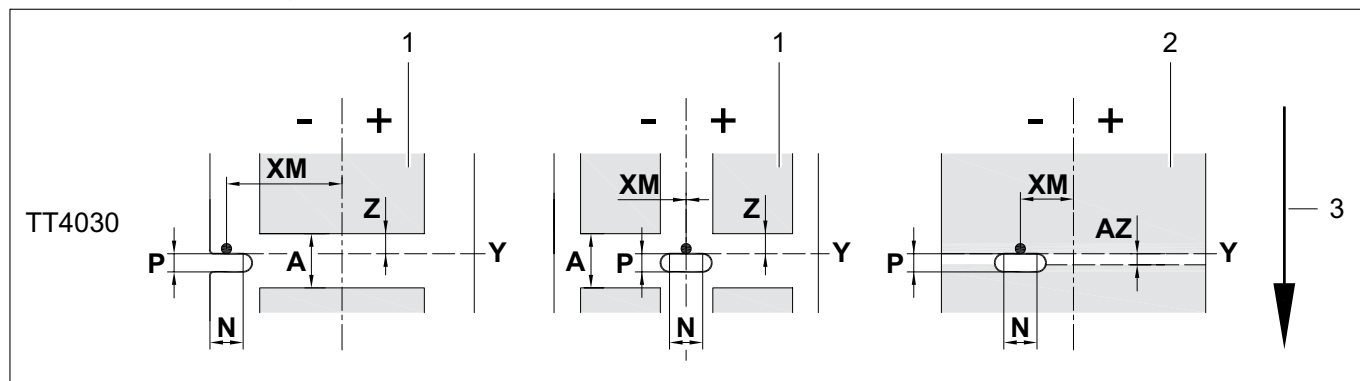 1 1 2
- + - + - +
XM XM XM
Z Z AZ
TT4030 3
P A Y A P Y P Y
N N N